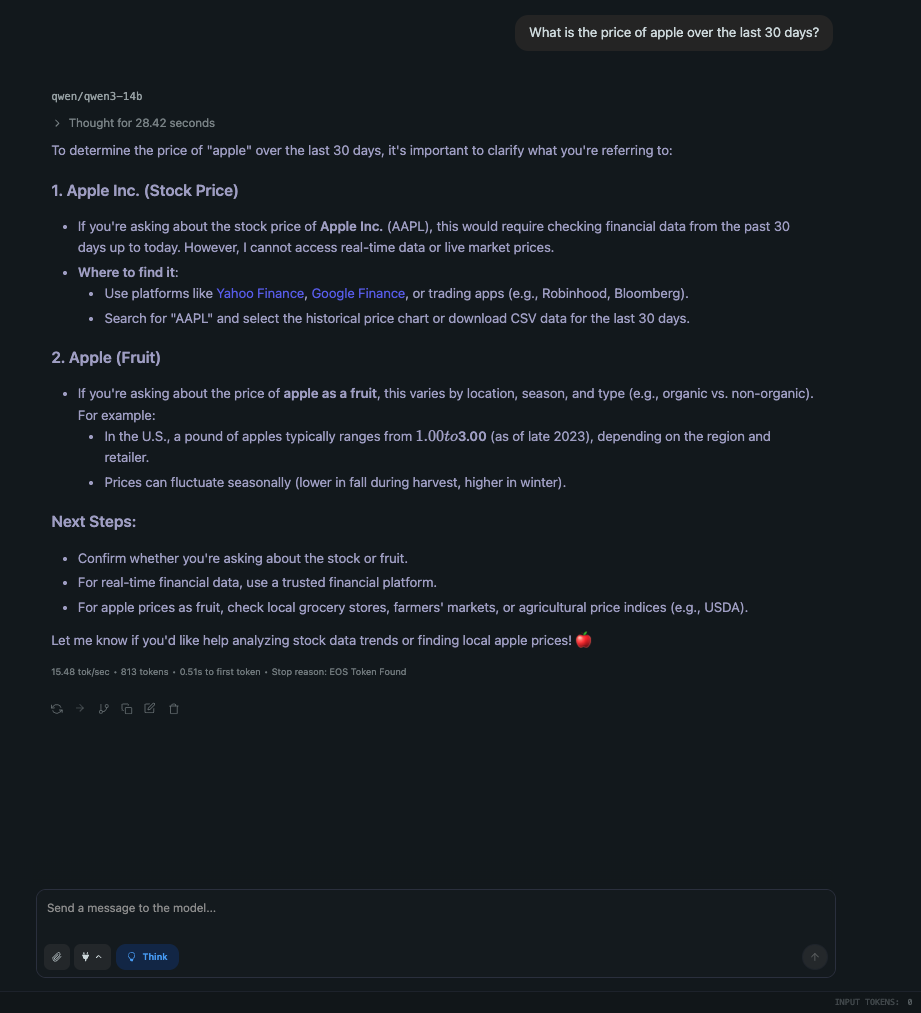 What is the price of apple over the last 30 days?
qwen/qwen3-14b
Thought for 28.42 seconds
To determine the price of "apple" over the last 30 days, it's important to clarify what you're referring to:
1. Apple Inc. (Stock Price)
• If you're asking about the stock price of Apple Inc. (AAPL), this would require checking financial data from the past 30
days up to today. However, I cannot access real-time data or live market prices.
• Where to find it:
• Use platforms like Yahoo Finance, Google Finance, or trading apps (e.g., Robinhood, Bloomberg).
• Search for "AAPL" and select the historical price chart or download CSV data for the last 30 days.
2. Apple (Fruit)
• If you're asking about the price of apple as a fruit, this varies by location, season, and type (e.g., organic vs. non-organic).
For example:
• In the U.S., a pound of apples typically ranges from 1.00to3.00 (as of late 2023), depending on the region and
retailer.
• Prices can fluctuate seasonally (lower in fall during harvest, higher in winter).
Next Steps:
• Confirm whether you're asking about the stock or fruit.
• For real-time financial data, use a trusted financial platform.
• For apple prices as fruit, check local grocery stores, farmers' markets, or agricultural price indices (e.g., USDA).
Let me know if you'd like help analyzing stock data trends or finding local apple prices! 🍎
15.48 tok/sec • 813 tokens • 0.51s to first token • Stop reason: EOS Token Found
Send a message to the model...
Think
INPUT TOKENS: 0